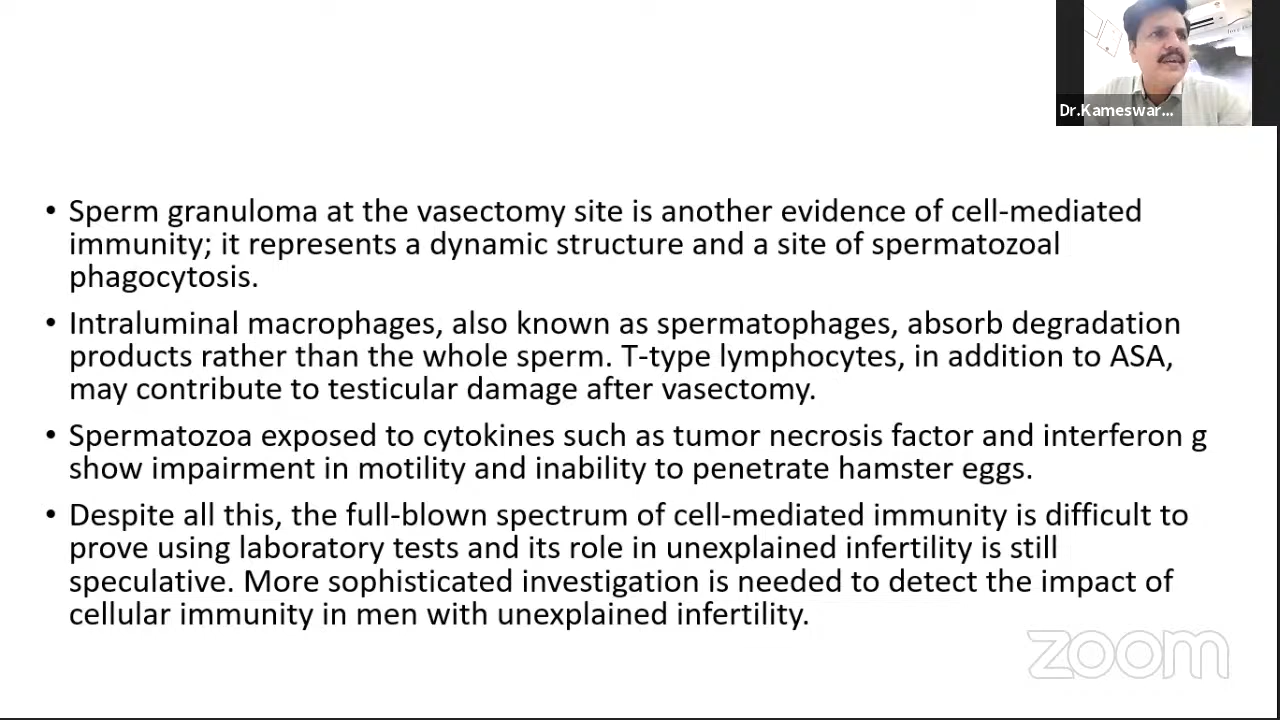 Dr.Kameswar...
• Sperm granuloma at the vasectomy site is another evidence of cell-mediated
immunity; it represents a dynamic structure and a site of spermatozoal
phagocytosis.
• Intraluminal macrophages, also known as spermatophages, absorb degradation
products rather than the whole sperm. T-type lymphocytes, in addition to ASA,
may contribute to testicular damage after vasectomy.
• Spermatozoa exposed to cytokines such as tumor necrosis factor and interferon g
show impairment in motility and inability to penetrate hamster eggs.
• Despite all this, the full-blown spectrum of cell-mediated immunity is difficult to
prove using laboratory tests and its role in unexplained infertility is still
speculative. More sophisticated investigation is needed to detect the impact of
cellular immunity in men with unexplained infertility.
zoom